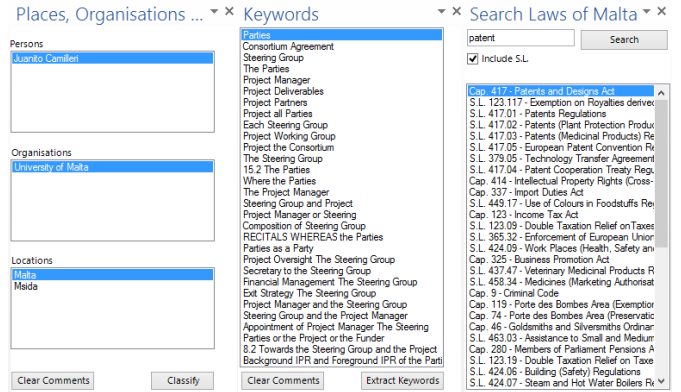 Places, Organisations ...
Persons
Juanito Camilleri
Organisations
University of Malta
Locations
Malta
Msida
Clear Comments
Classify
Keywords
Parties
Consortium Agreement
Steering Group
The Parties
Project Manager
Project Deliverables
Project Partners
Project all Parties
Each Steering Group
Project Working Group
Project the Consortium
The Steering Group
15.2 The Parties
Where the Parties
The Project Manager
Steering Group and Project
Project Manager or Steering
Composition of Steering Group
RECITALS WHEREAS the Parties
Parties as a Party
Project Oversight The Steering Group
Secretary to the Steering Group
Financial Management The Steering Group
Exit Strategy The Steering Group
Project Manager and the Steering Group
Steering Group and the Project Manager
Appointment of Project Manager The Steering
Parties or the Project or the Funder
8.2 Towards the Steering Group and the Project
Background IPR and Foreground IPR of the Parti
Clear Comments
Extract Keywords
Search Laws of Malta
patent
Search
Include S.L.
Cap. 417 - Patents and Designs Act
S.L. 123.117 - Exemption on Royalties derived
S.L. 417.01 - Patents Regulations
S.L. 417.02 - Patents (Plant Protection Produc
S.L. 417.03 - Patents (Medicinal Products) Re
S.L. 417.05 - European Patent Convention Re
S.L. 379.05 - Technology Transfer Agreement
S.L. 417.04 - Patent Cooperation Treaty Regu
Cap. 414 - Intellectual Property Rights (Cross-
Cap. 337 - Import Duties Act
S.L. 449.17 - Use of Colours in Foodstuffs Reg
Cap. 123 - Income Tax Act
S.L. 123.09 - Double Taxation Relief on Taxes
S.L. 365.32 - Enforcement of European Union
S.L. 424.09 - Work Places (Health, Safety and
Cap. 325 - Business Promotion Act
S.L. 437.47 - Veterinary Medicinal Products R
S.L. 458.34 - Medicines (Marketing Authorisat
Cap. 9 - Criminal Code
Cap. 119 - Porte des Bombes Area (Exemption
Cap. 74 - Porte des Bombes Area (Preservatic
Cap. 46 - Goldsmiths and Silversmiths Ordinan
S.L. 463.03 - Assistance to Small and Medium
Cap. 280 - Members of Parliament Pensions A
S.L. 123.19 - Double Taxation Relief on Taxes
S.L. 424.06 - Building (Safety) Regulations
S.L. 424.07 - Steam and Hot Water Boilers Re